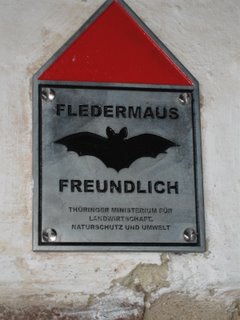 FLEDERMAUS
FREUNDLICH
THÜRINGER MINISTERIUM FÜR
LANDWIRTSCHAFT,
NATURSCHUTZ UND UMWELT